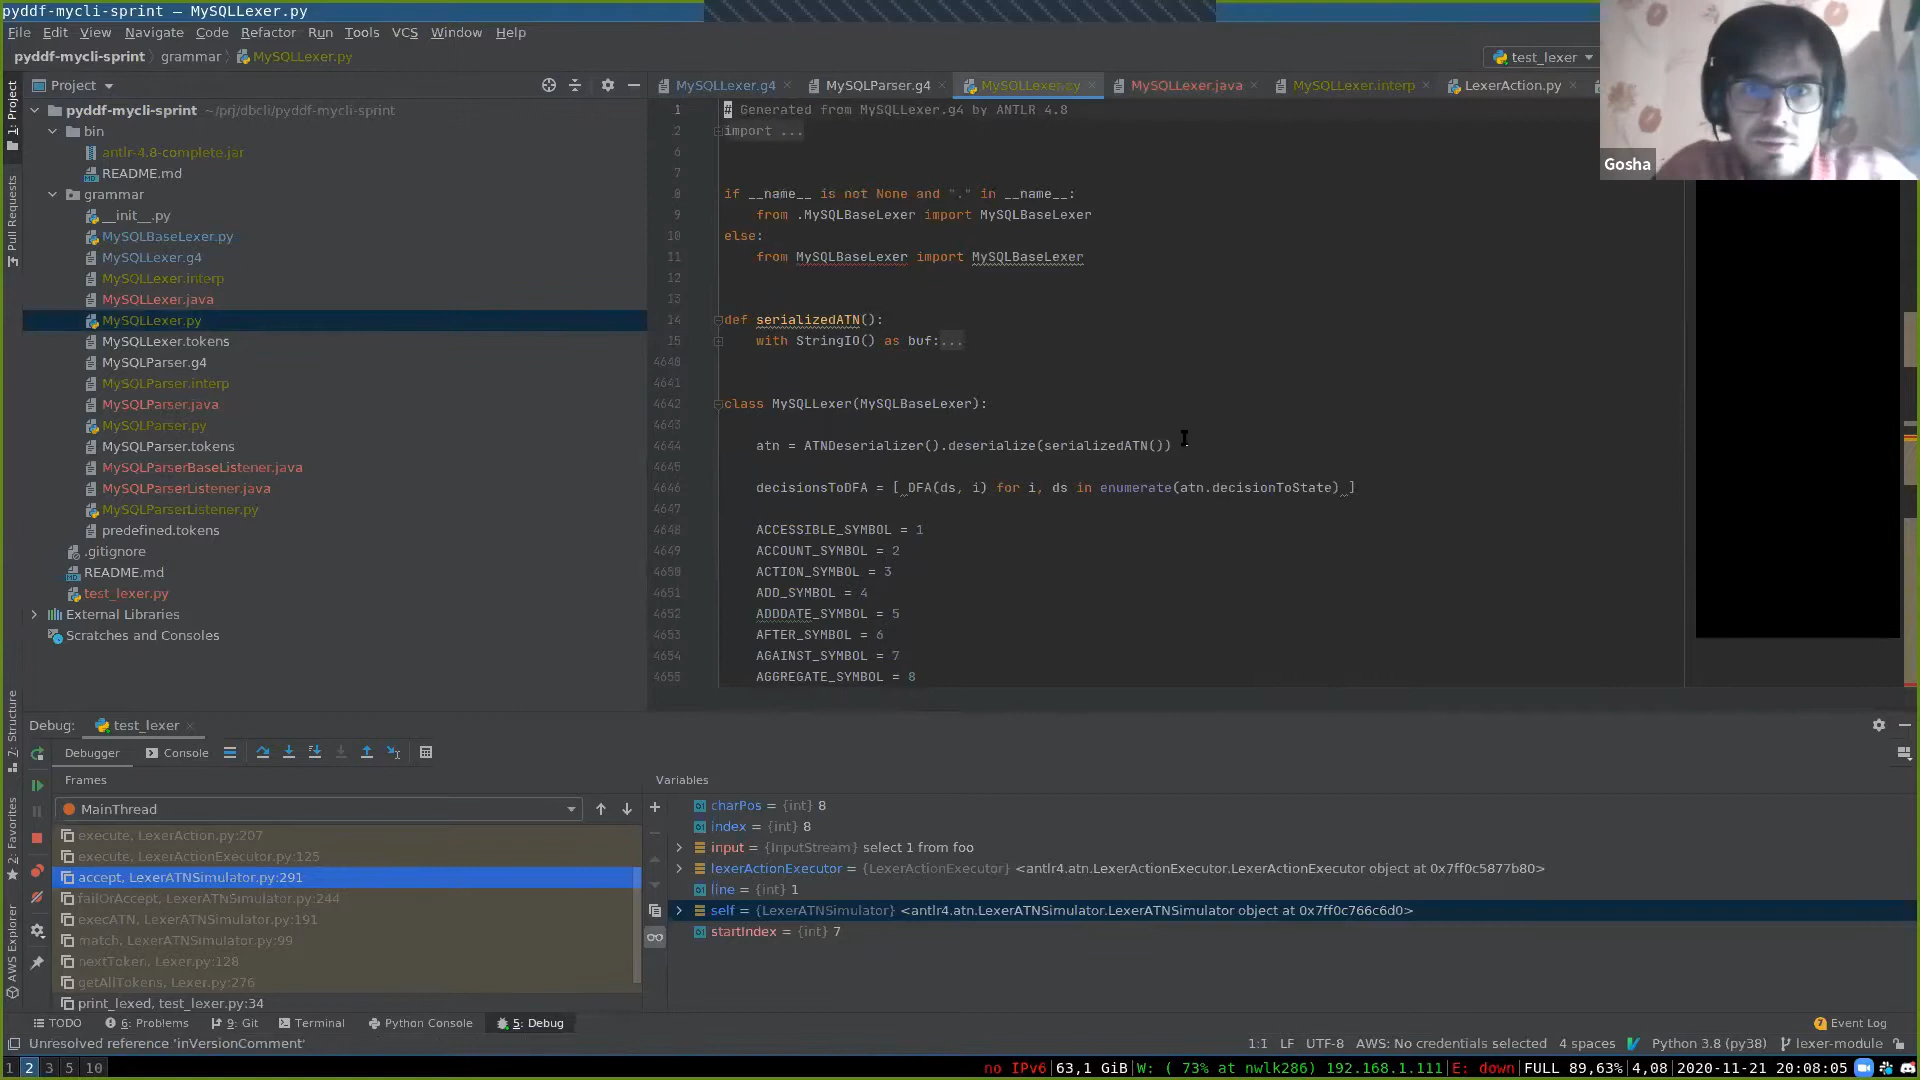 pyddf-mycli-sprint – MySQLLexer.py
File Edit View Navigate Code Refactor Run Tools VCS Window Help
pyddf-mycli-sprint grammar MySQLLexer.py
test_lexer
Project
MySQLLexer.g4 MySQLParser.g4 MySQLLexer.py MySQLLexer.java MySQLLexer.interp LexerAction.py
Gosha
1: Project
Pull Requests
7: Structure
2: Favorites
AWS Explorer
pyddf-mycli-sprint ~/prj/dbcli/pyddf-mycli-sprint
bin
antlr-4.8-complete.jar
README.md
grammar
__init__.py
MySQLBaseLexer.py
MySQLLexer.g4
MySQLLexer.interp
MySQLLexer.java
MySQLLexer.py
MySQLLexer.tokens
MySQLParser.g4
MySQLParser.interp
MySQLParser.java
MySQLParser.py
MySQLParser.tokens
MySQLParserBaseListener.java
MySQLParserListener.java
MySQLParserListener.py
predefined.tokens
.gitignore
README.md
test_lexer.py
External Libraries
Scratches and Consoles
1 # Generated from MySQLLexer.g4 by ANTLR 4.8
2 import ...
6
7
8 if __name__ is not None and "." in __name__:
9 from .MySQLBaseLexer import MySQLBaseLexer
10 else:
11 from MySQLBaseLexer import MySQLBaseLexer
12
13
14 def serializedATN():
15 with StringIO() as buf:...
4640
4641
4642 class MySQLLexer(MySQLBaseLexer):
4643
4644 atn = ATNDeserializer().deserialize(serializedATN())
4645
4646 decisionsToDFA = [ DFA(ds, i) for i, ds in enumerate(atn.decisionToState) ]
4647
4648 ACCESSIBLE_SYMBOL = 1
4649 ACCOUNT_SYMBOL = 2
4650 ACTION_SYMBOL = 3
4651 ADD_SYMBOL = 4
4652 ADDDATE_SYMBOL = 5
4653 AFTER_SYMBOL = 6
4654 AGAINST_SYMBOL = 7
4655 AGGREGATE_SYMBOL = 8
Debug: test_lexer
Debugger Console
Frames
MainThread
execute, LexerAction.py:207
execute, LexerActionExecutor.py:125
accept, LexerATNSimulator.py:291
failOrAccept, LexerATNSimulator.py:244
execATN, LexerATNSimulator.py:191
match, LexerATNSimulator.py:99
nextToken, Lexer.py:128
getAllTokens, Lexer.py:276
print_lexed, test_lexer.py:34
Variables
charPos = {int} 8
index = {int} 8
input = {InputStream} select 1 from foo
lexerActionExecutor = {LexerActionExecutor} <antlr4.atn.LexerActionExecutor.LexerActionExecutor object at 0x7ff0c5877b80>
line = {int} 1
self = {LexerATNSimulator} <antlr4.atn.LexerATNSimulator.LexerATNSimulator object at 0x7ff0c766c6d0>
startIndex = {int} 7
TODO 6: Problems 9: Git Terminal Python Console 5: Debug 7 Event Log
Unresolved reference 'inVersionComment' 1:1 LF UTF-8 AWS: No credentials selected 4 spaces Python 3.8 (py38) lexer-module
1 2 3 5 10 no IPv6 63,1 GiB W: ( 73% at nwlk286) 192.168.1.111 E: down FULL 89,63% 4,08 2020-11-21 20:08:05